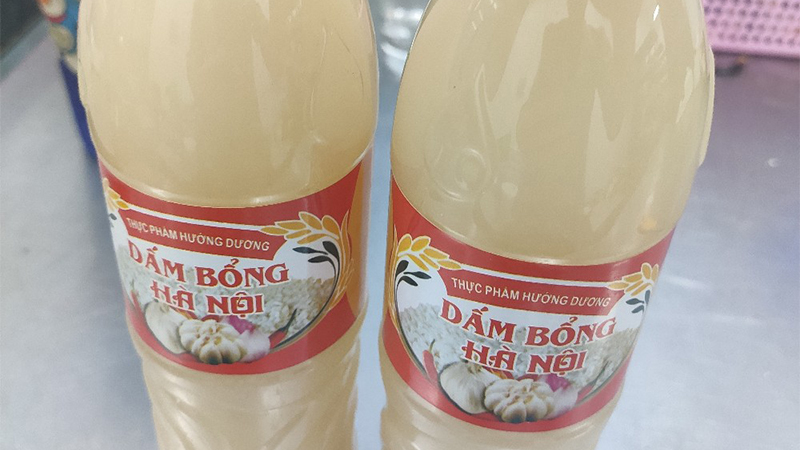 THỰC PHẨM HƯỚNG DƯƠNG
DẤM BỔNG
HÀ NỘI
THỰC PHẨM HƯỚNG DƯƠNG
DẤM BỔNG
HÀ NỘI